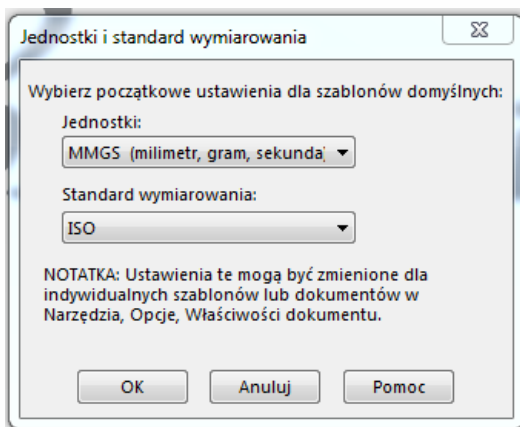 Jednostki i standard wymiarowania
Wybierz początkowe ustawienia dla szablonów domyślnych:
Jednostki:
MMGS (milimetr, gram, sekunda)
Standard wymiarowania:
ISO
NOTATKA: Ustawienia te mogą być zmienione dla
indywidualnych szablonów lub dokumentów w
Narzędzia, Opcje, Właściwości dokumentu.
OK
Anuluj
Pomoc